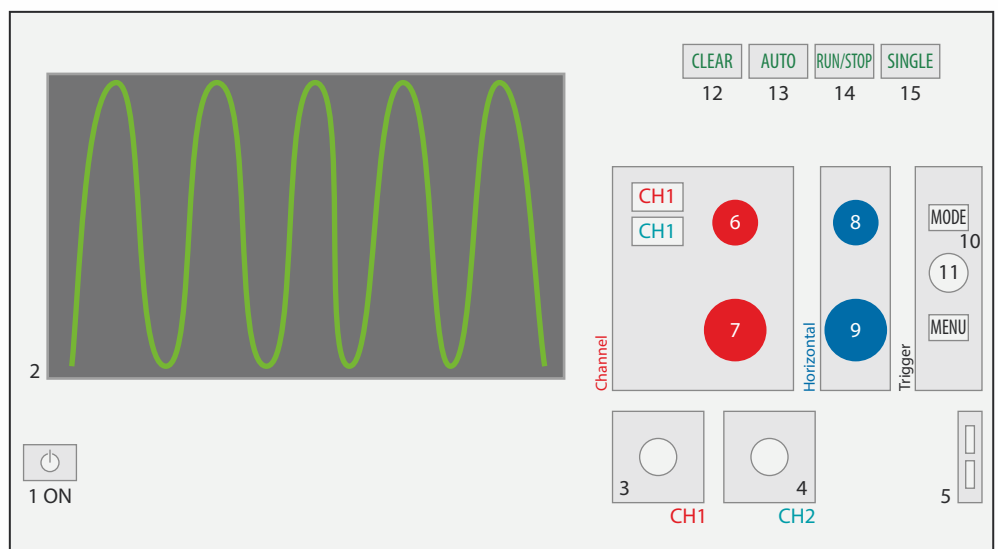 CLEAR AUTO RUN/STOP SINGLE
12 13 14 15
CH1
CH1
6
7
Channel
8
9
Horizontal
MODE
10
11
MENU
Trigger
2
1 ON
3
CH1
4
CH2
5